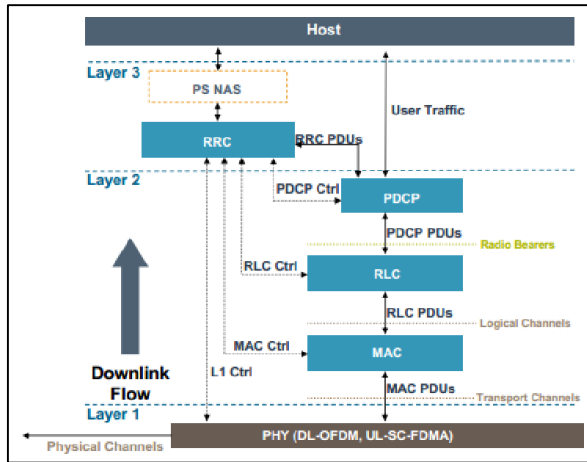 Host
Layer 3
PS NAS
User Traffic
RRC
RRC PDUs
Layer 2
PDCP Ctrl
PDCP
PDCP PDUs
Radio Bearers
RLC Ctrl
RLC
RLC PDUs
Logical Channels
MAC Ctrl
MAC
Downlink
Flow
L1 Ctrl
MAC PDUs
Transport Channels
Layer 1
PHY (DL-OFDM, UL-SC-FDMA)
Physical Channels